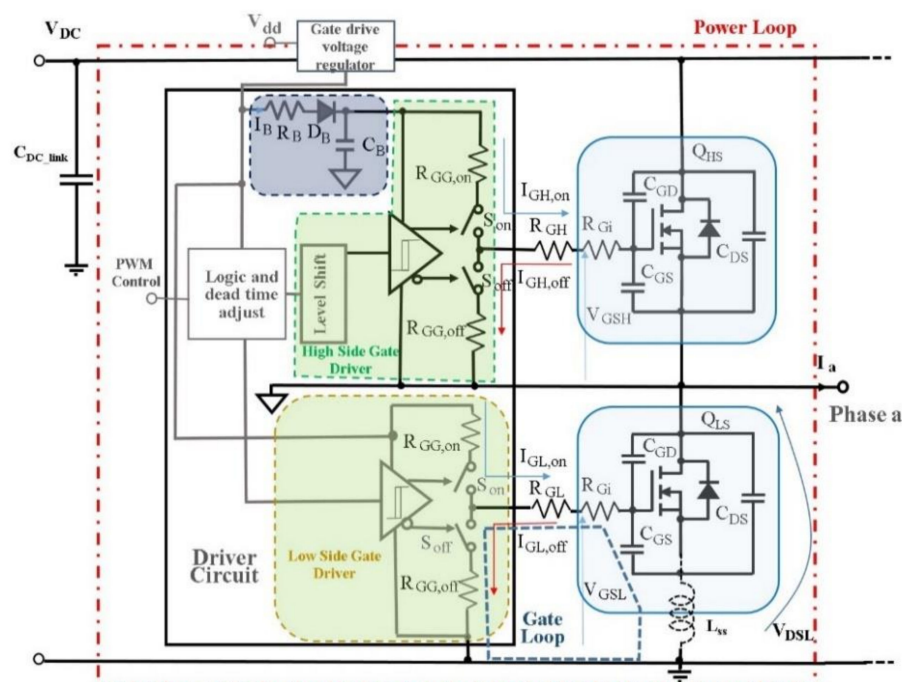 V_DC
V_dd
Gate drive
voltage
regulator
Power Loop
C_DC_link
I_B
R_B
D_B
C_B
R_GG,on
I_GH,on
Q_HS
C_GD
S_on
R_GH
R_Gi
PWM
Control
Logic and
dead time
adjust
Level Shift
S_off
I_GH,off
C_GS
C_DS
R_GG,off
V_GSH
High Side Gate
Driver
I_a
Phase a
R_GG,on
I_GL,on
Q_LS
C_GD
S_on
R_GL
R_Gi
C_DS
S_off
I_GL,off
C_GS
Driver
Circuit
Low Side Gate
Driver
R_GG,off
V_GSL
Gate
Loop
L_ss
V_DSL